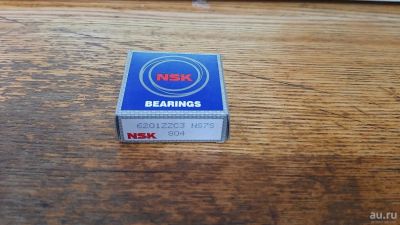 NSK
BEARINGS
6201ZZC3 NS7S
NSK 804
au.ru